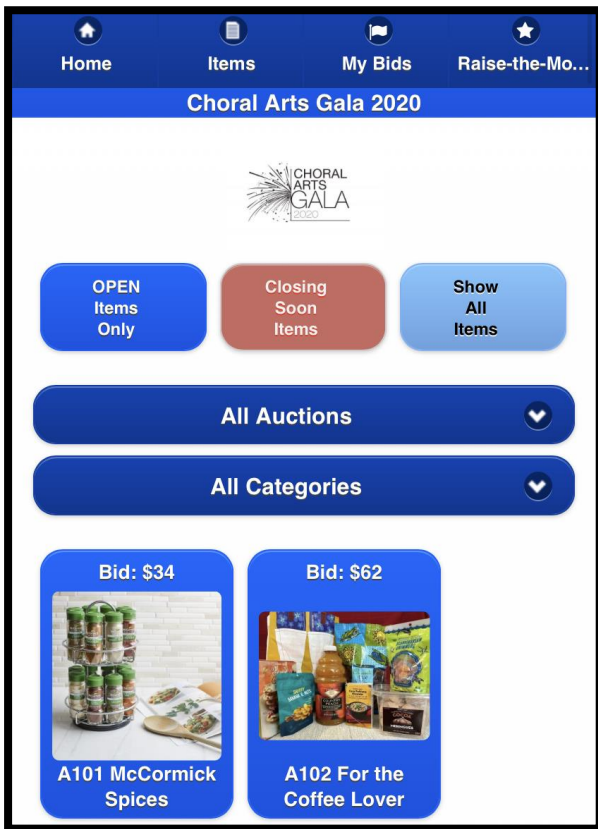 Home Items My Bids Raise-the-Mo...
Choral Arts Gala 2020
CHORAL
ARTS
GALA
2020
OPEN
Items
Only
Closing
Soon
Items
Show
All
Items
All Auctions
All Categories
Bid: $34
Bid: $62
A101 McCormick
Spices
A102 For the
Coffee Lover